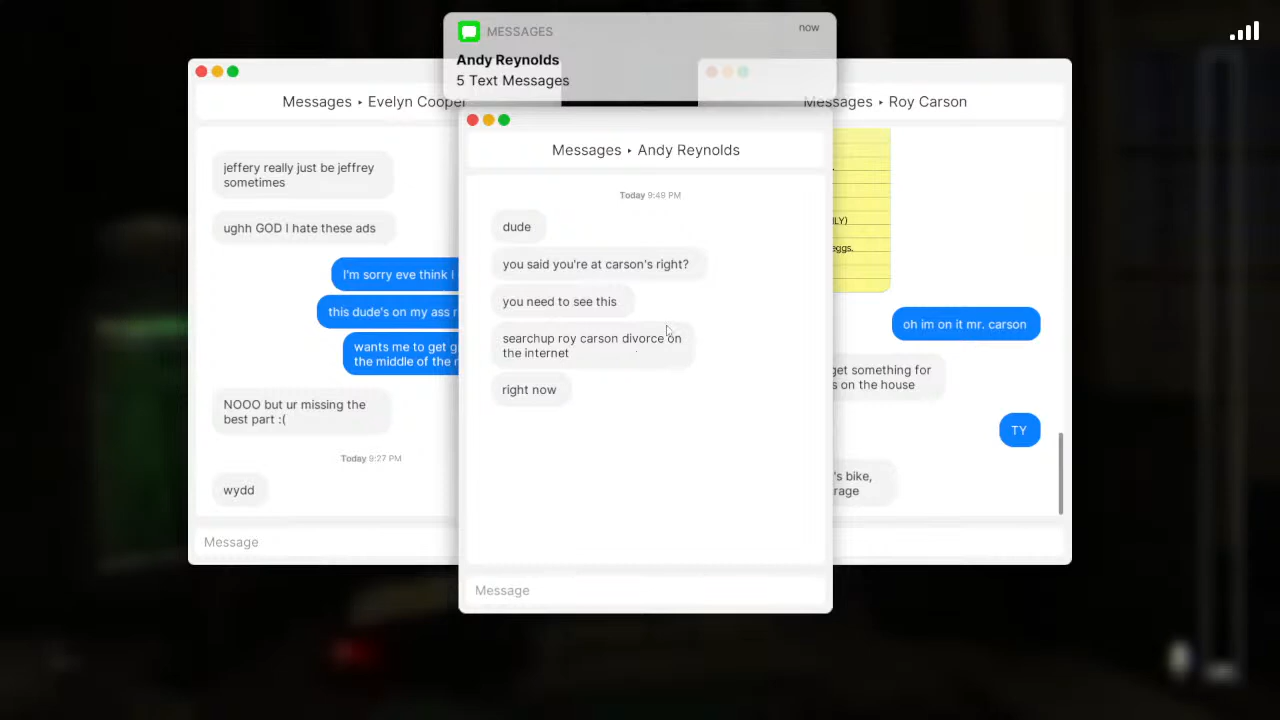 MESSAGES
now
Andy Reynolds
5 Text Messages
Messages ▸ Evelyn Cooper
jeffery really just be jeffrey
sometimes
ughh GOD I hate these ads
I'm sorry eve think I
this dude's on my ass
wants me to get
the middle of the
NOOO but ur missing the
best part :(
Today 9:27 PM
wydd
Message
Messages ▸ Andy Reynolds
Today 9:49 PM
dude
you said you're at carson's right?
you need to see this
searchup roy carson divorce on
the internet
right now
Message
Messages ▸ Roy Carson
LY)
eggs.
oh im on it mr. carson
get something for
s on the house
TY
's bike,
rage